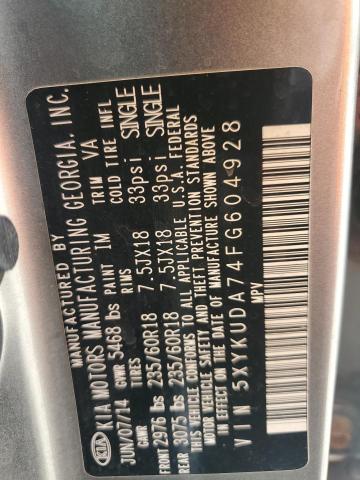 MANUFACTURED BY
KIA KIA MOTORS MANUFACTURING GEORGIA, INC.
JUN/07/14 GVWR 5468 lbs PAINT IM TRIM VA
GAWR TIRES RIMS COLD TIRE INFL
FRONT 2976 lbs 235/60R18 7.5JX18 33psi SINGLE
REAR 3075 lbs 235/60R18 7.5JX18 33psi SINGLE
THIS VEHICLE CONFORMS TO ALL APPLICABLE U.S.A. FEDERAL
MOTOR VEHICLE SAFETY AND THEFT PREVENTION STANDARDS
IN EFFECT ON THE DATE OF MANUFACTURE SHOWN ABOVE
VIN 5XYKUDA74FG604928
MPV